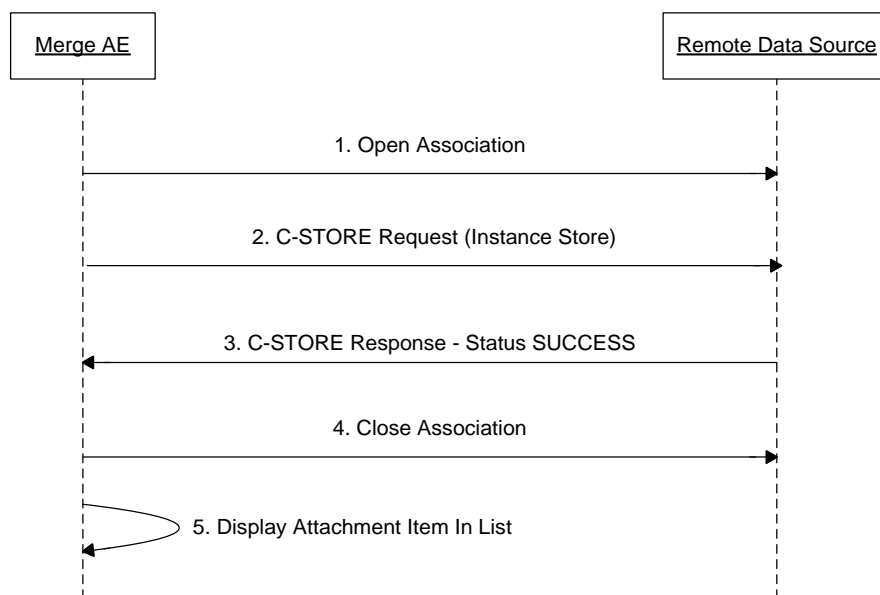 Merge AE
Remote Data Source
1. Open Association
2. C-STORE Request (Instance Store)
3. C-STORE Response - Status SUCCESS
4. Close Association
5. Display Attachment Item In List